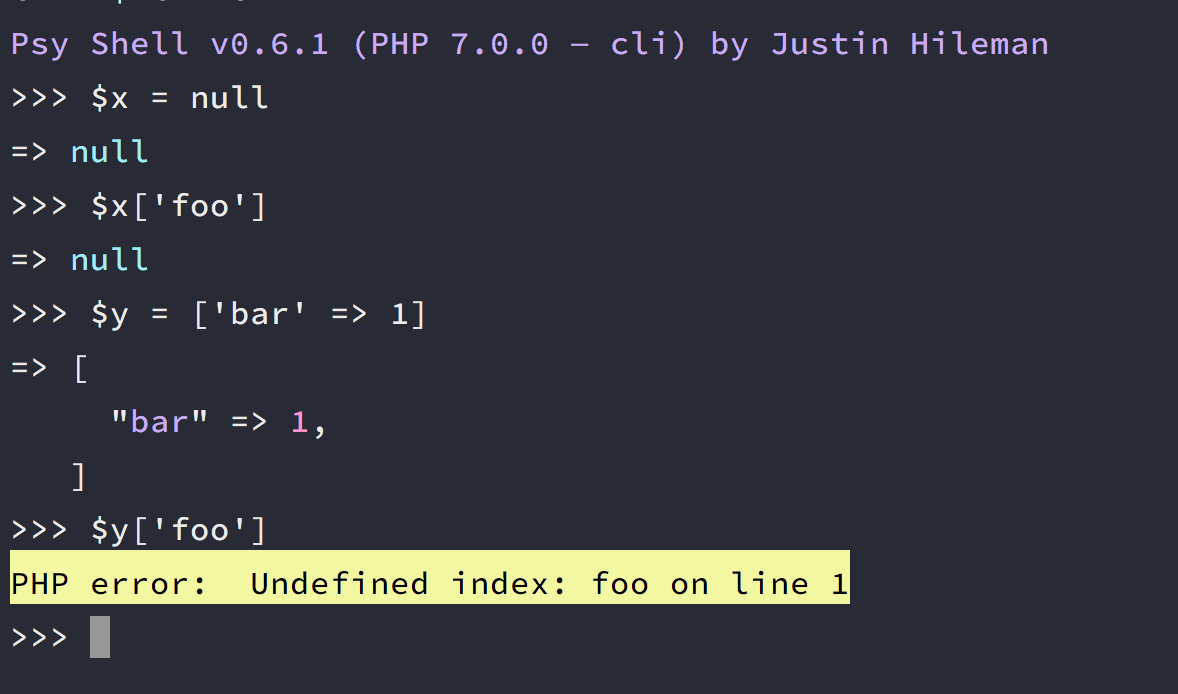 Psy Shell v0.6.1 (PHP 7.0.0 — cli) by Justin Hileman
>>> $x = null
=> null
>>> $x['foo']
=> null
>>> $y = ['bar' => 1]
=> [
     "bar" => 1,
   ]
>>> $y['foo']
PHP error:  Undefined index: foo on line 1
>>>